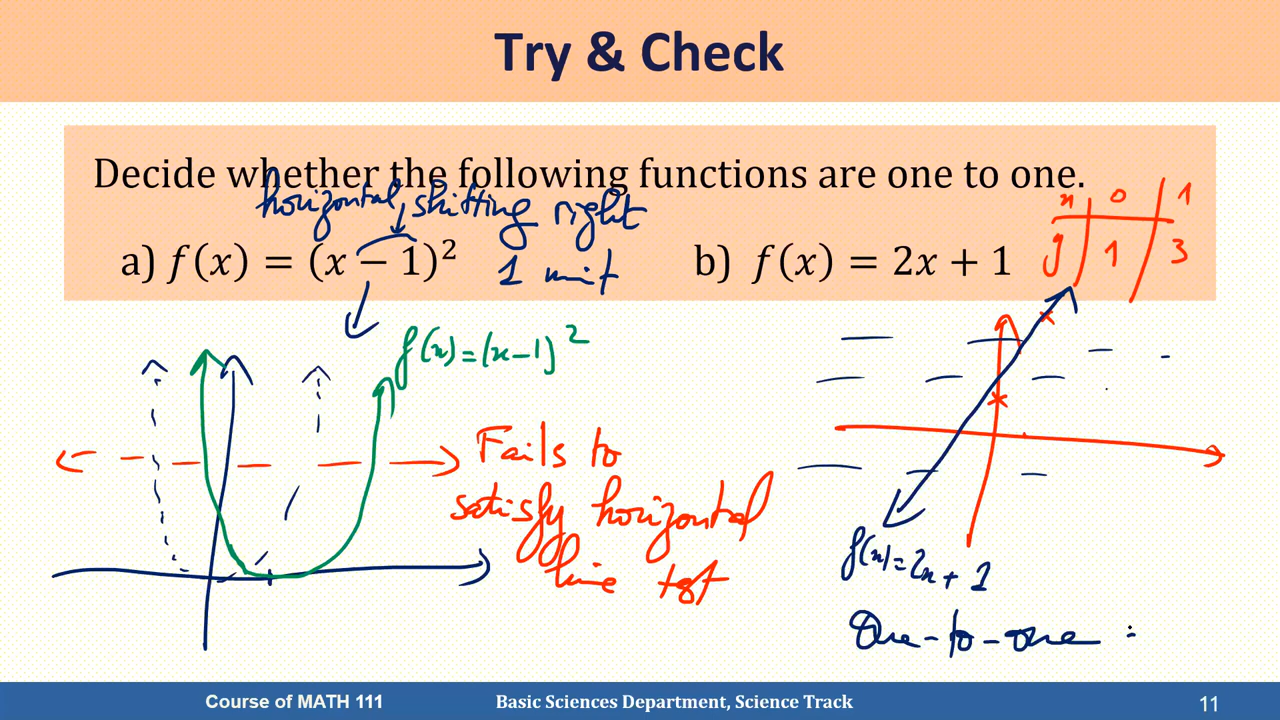 Try & Check
Decide whether the following functions are one to one.
horizontal shifting right
1 unit
a) f(x) = (x − 1)²
b) f(x) = 2x + 1
x 0 1
y 1 3
f(x)=(x-1)²
Fails to
satisfy horizontal
line test
f(x)=2x+1
One-to-one :
Course of MATH 111
Basic Sciences Department, Science Track
11